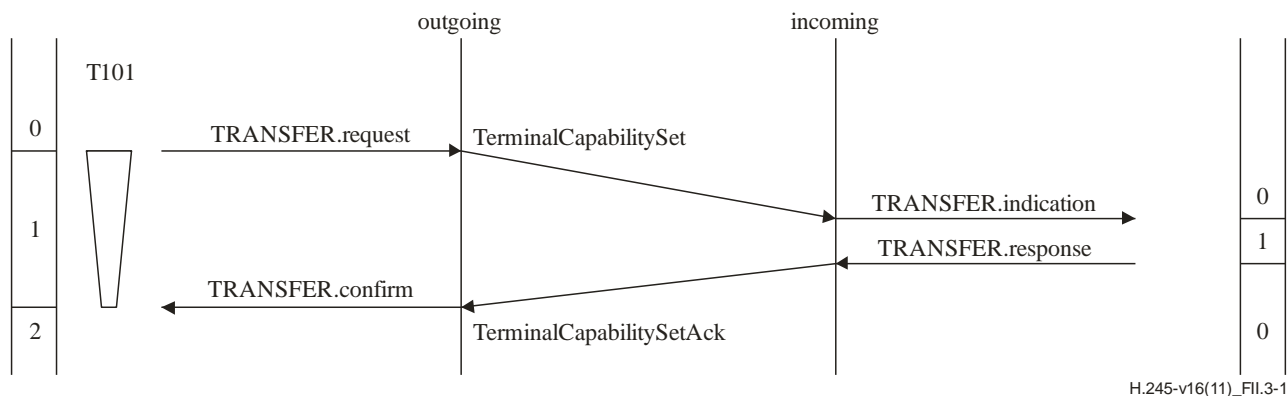 outgoing
incoming
T101
0
TRANSFER.request
TerminalCapabilitySet
TRANSFER.indication
0
1
TRANSFER.response
1
TRANSFER.confirm
TerminalCapabilitySetAck
2
0
H.245-v16(11)_FII.3-1